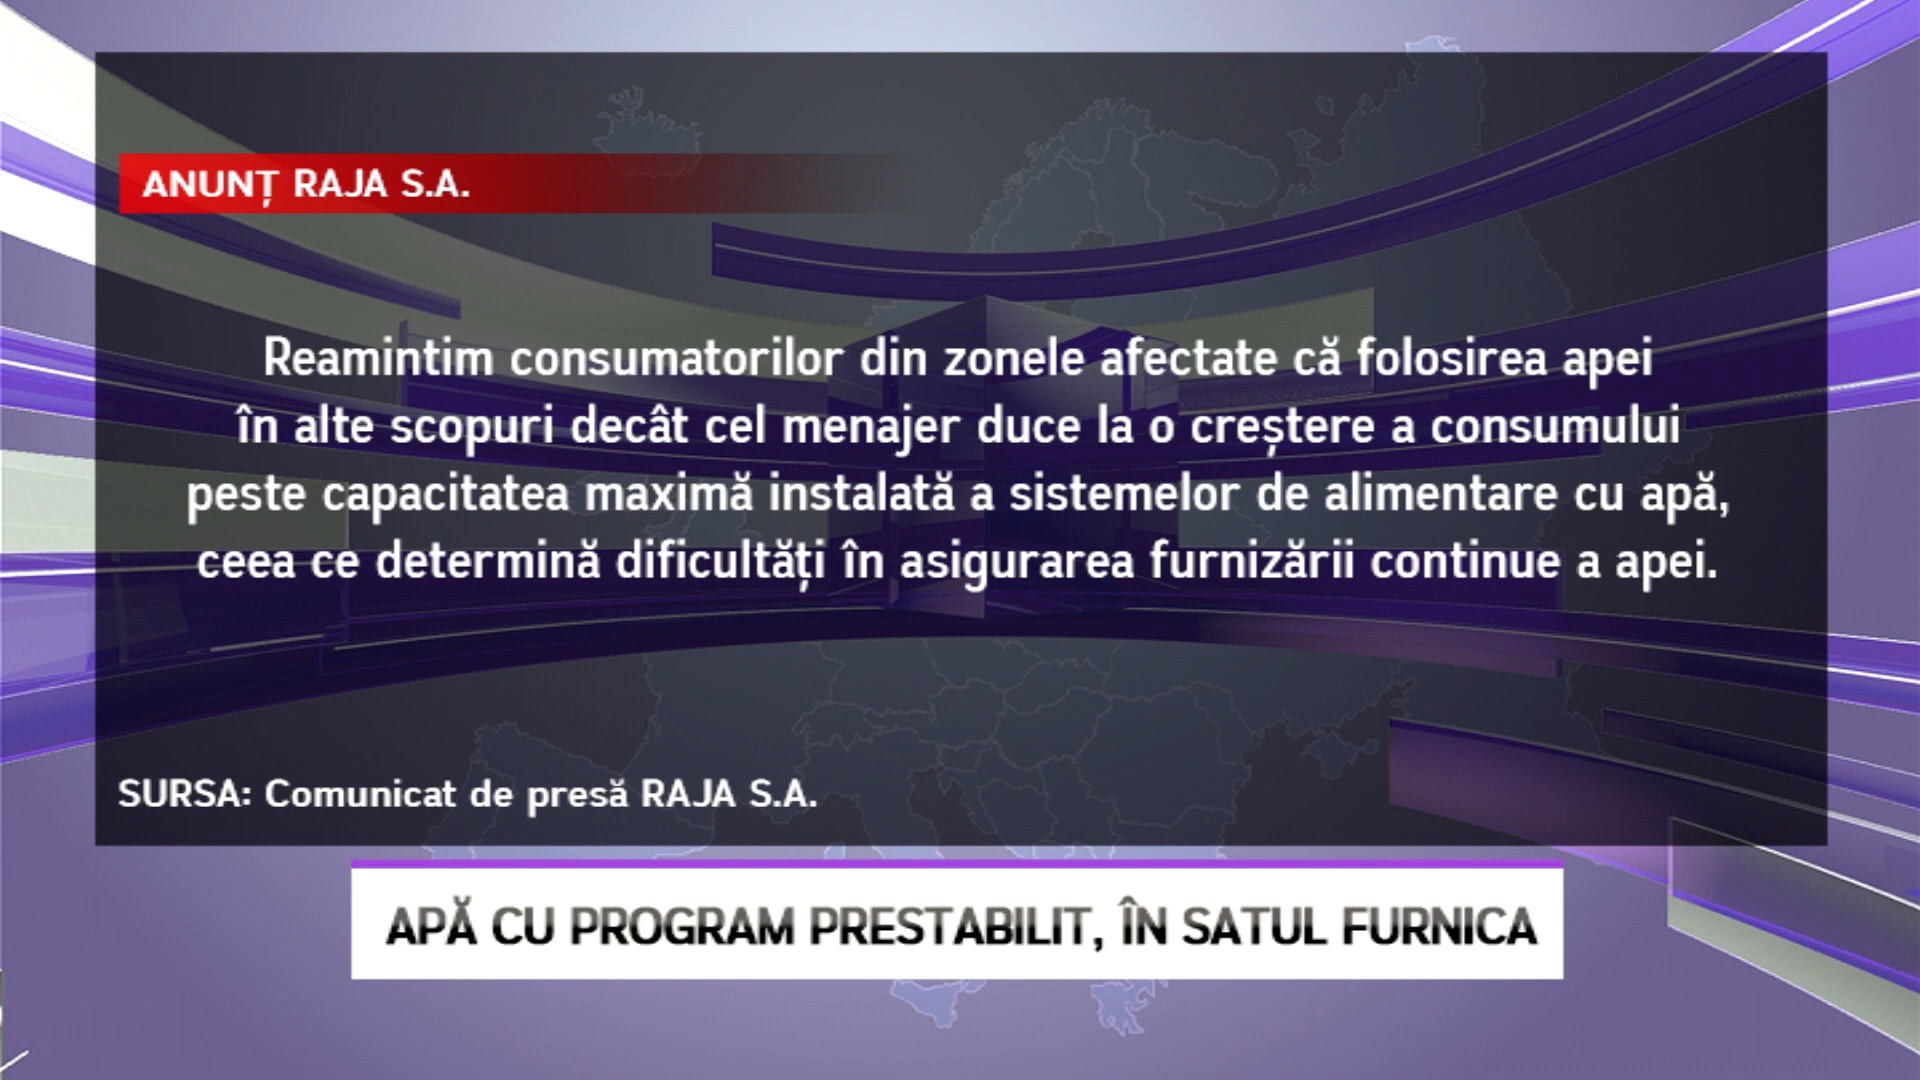 ANUNȚ RAJA S.A.
Reamintim consumatorilor din zonele afectate că folosirea apei
în alte scopuri decât cel menajer duce la o creștere a consumului
peste capacitatea maximă instalată a sistemelor de alimentare cu apă,
ceea ce determină dificultăți în asigurarea furnizării continue a apei.
SURSA: Comunicat de presă RAJA S.A.
APĂ CU PROGRAM PRESTABILIT, ÎN SATUL FURNICA